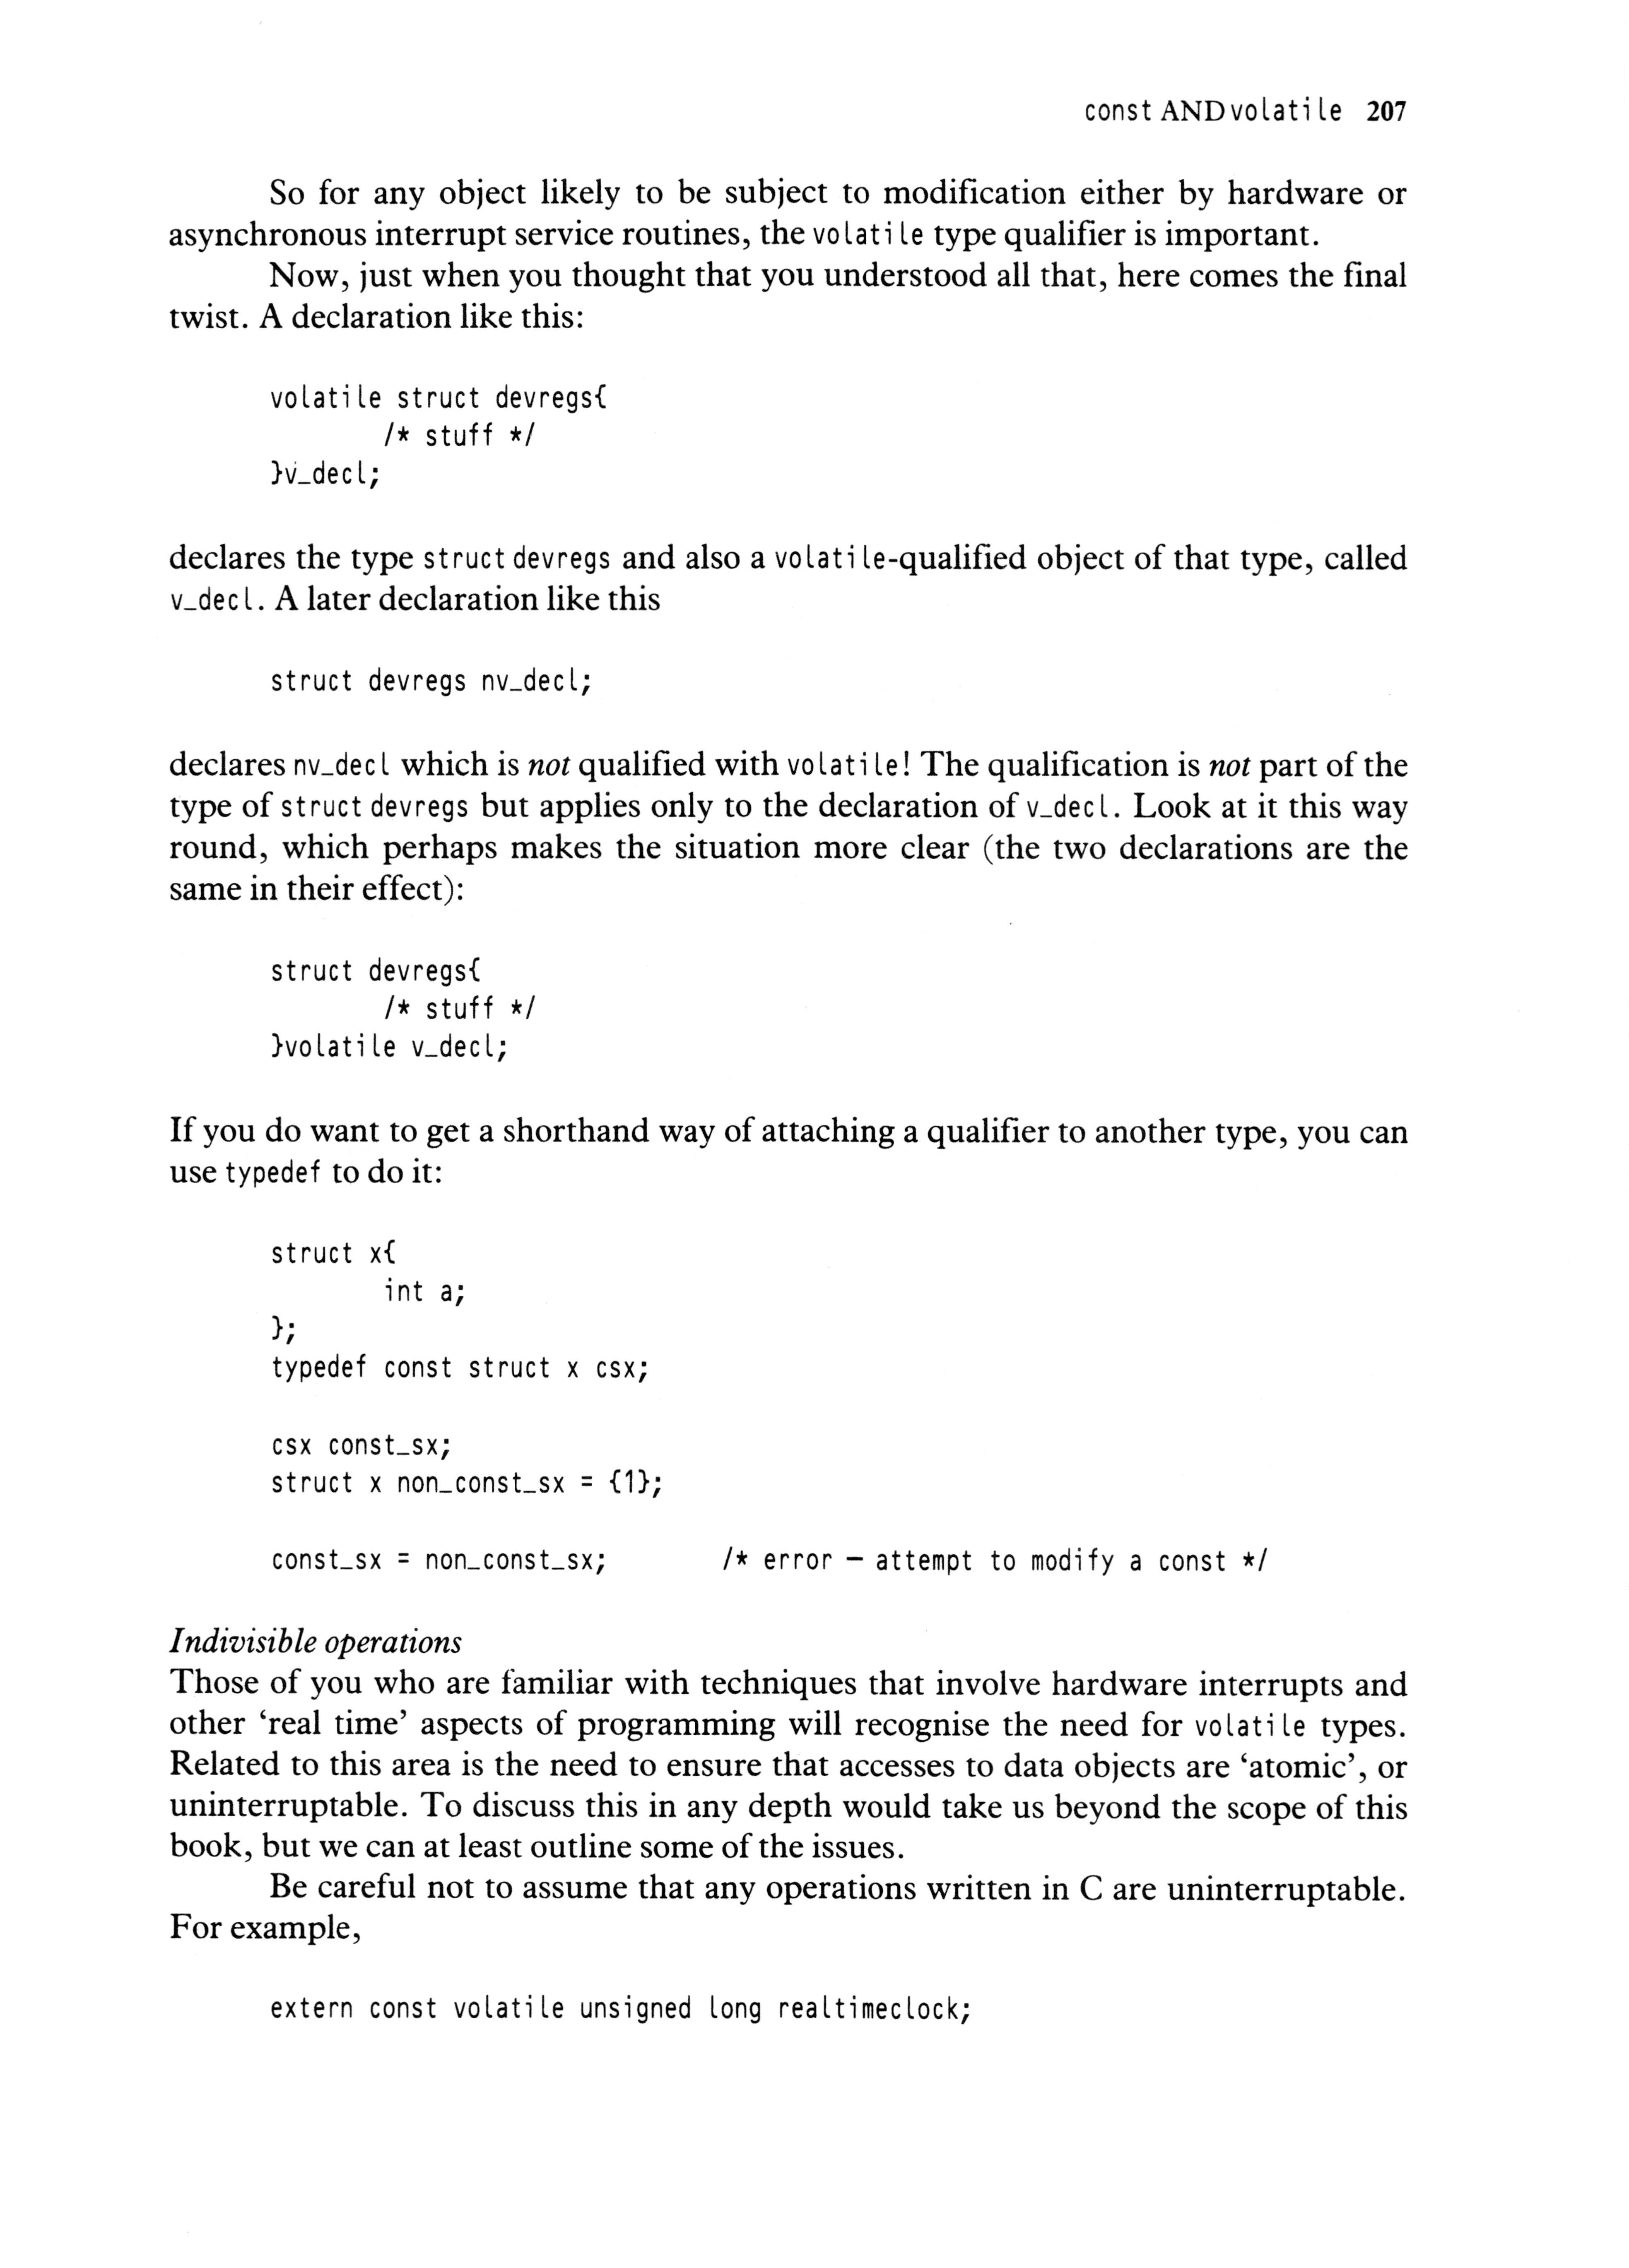 const AND volatile 207
So for any object likely to be subject to modification either by hardware or
asynchronous interrupt service routines, the volatile type qualifier is important.
Now, just when you thought that you understood all that, here comes the final
twist. A declaration like this:
volatile struct devregs{
/* stuff */
}v_decl;
declares the type struct devregs and also a volatile-qualified object of that type, called
v_decl. A later declaration like this
struct devregs nv_decl;
declares nv_decl which is not qualified with volatile! The qualification is not part of the
type of struct devregs but applies only to the declaration of v_decl. Look at it this way
round, which perhaps makes the situation more clear (the two declarations are the
same in their effect):
struct devregs{
/* stuff */
}volatile v_decl;
If you do want to get a shorthand way of attaching a qualifier to another type, you can
use typedef to do it:
struct x{
int a;
};
typedef const struct x csx;
csx const_sx;
struct x non_const_sx = {1};
const_sx = non_const_sx; /* error – attempt to modify a const */
Indivisible operations
Those of you who are familiar with techniques that involve hardware interrupts and
other ‘real time’ aspects of programming will recognise the need for volatile types.
Related to this area is the need to ensure that accesses to data objects are ‘atomic’, or
uninterruptable. To discuss this in any depth would take us beyond the scope of this
book, but we can at least outline some of the issues.
Be careful not to assume that any operations written in C are uninterruptable.
For example,
extern const volatile unsigned long realtimeclock;